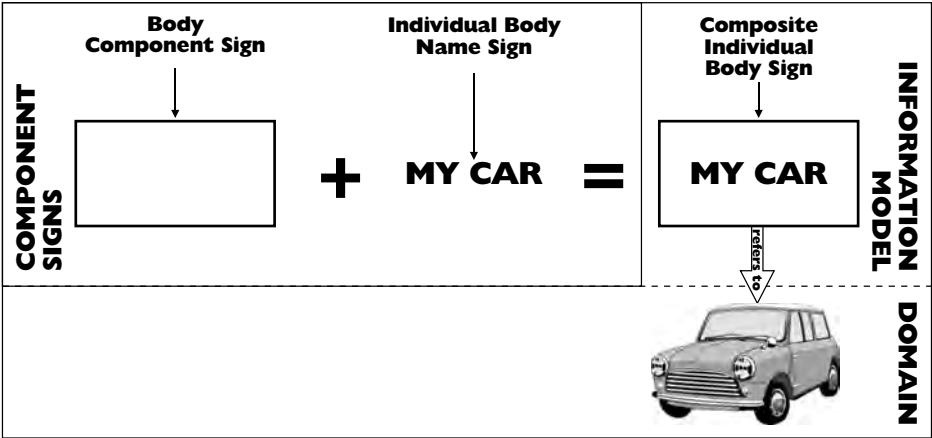 Body
Component Sign
Individual Body
Name Sign
Composite
Individual
Body Sign
COMPONENT
SIGNS
+
MY CAR
=
MY CAR
INFORMATION
MODEL
refers to
DOMAIN